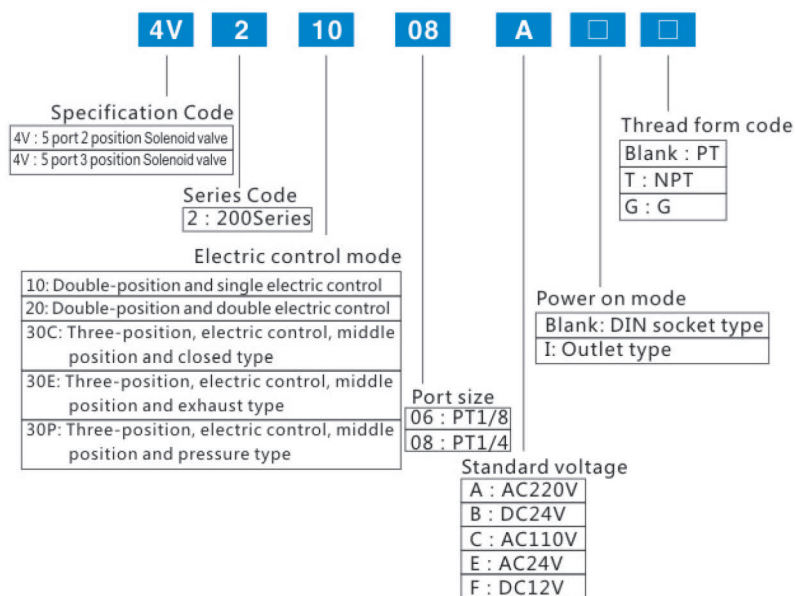 4V 2 10 08 A □ □
Specification Code
4V : 5 port 2 position Solenoid valve
4V : 5 port 3 position Solenoid valve
Series Code
2 : 200Series
Electric control mode
10: Double-position and single electric control
20: Double-position and double electric control
30C: Three-position, electric control, middle
position and closed type
30E: Three-position, electric control, middle
position and exhaust type
30P: Three-position, electric control, middle
position and pressure type
Port size
06 : PT1/8
08 : PT1/4
Standard voltage
A : AC220V
B : DC24V
C : AC110V
E : AC24V
F : DC12V
Power on mode
Blank: DIN socket type
I: Outlet type
Thread form code
Blank : PT
T : NPT
G : G